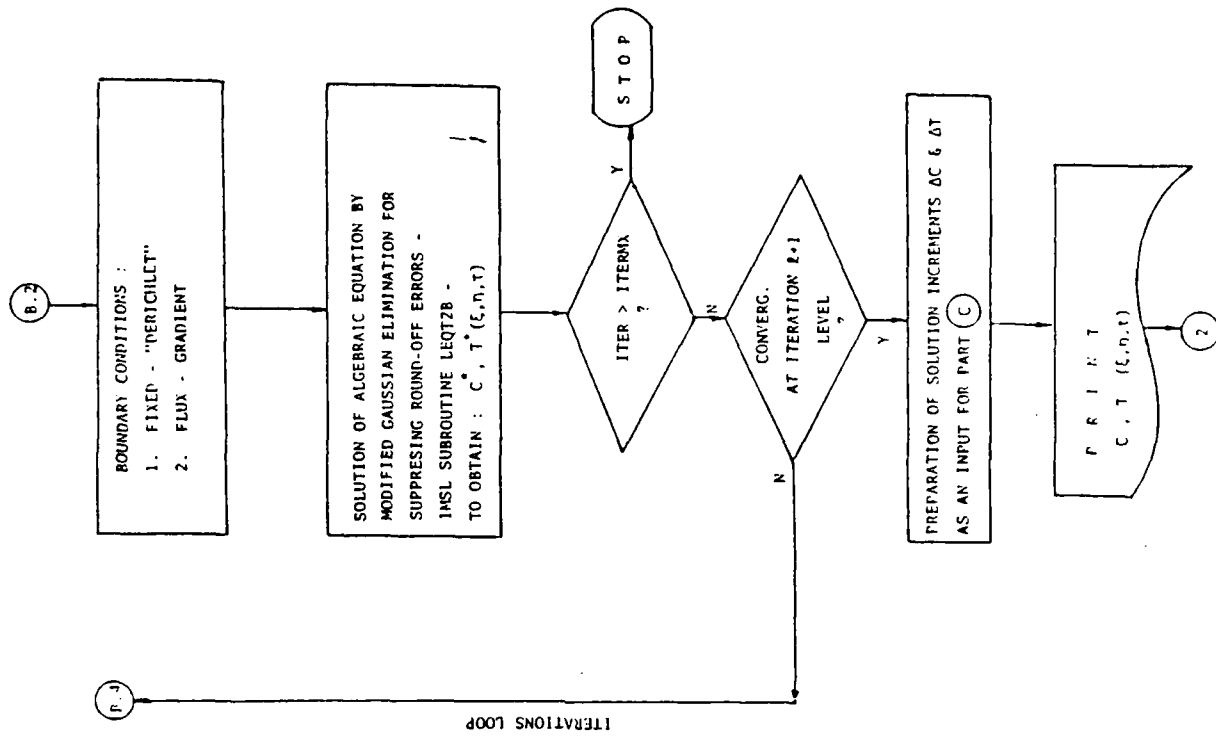 B.2
BOUNDARY CONDITIONS :
1. FIXED - "DERICHLET"
2. FLUX - GRADIENT
SOLUTION OF ALGEBRAIC EQUATION BY
MODIFIED GAUSSIAN ELIMINATION FOR
SUPPRESING ROUND-OFF ERRORS -
IMSL SUBROUTINE LEQT2B -
TO OBTAIN : C*, T*(ξ,η,τ)
ITER > ITERMX
?
Y
STOP
N
CONVERG.
AT ITERATION ℓ+1
LEVEL
?
N
Y
ITERATIONS LOOP
PREPARATION OF SOLUTION INCREMENTS ΔC & ΔT
AS AN INPUT FOR PART C
PRINT
C, T (ξ,η,τ)
2